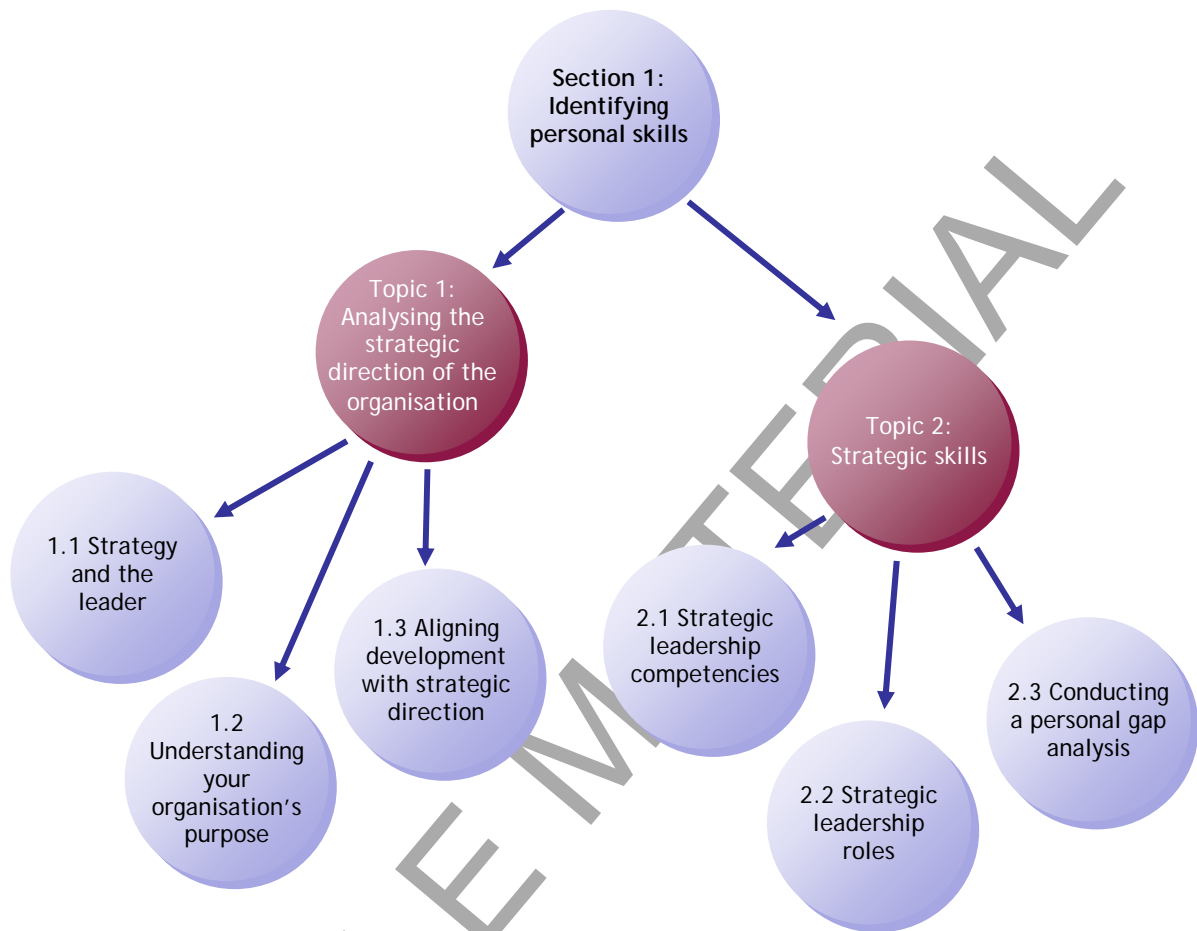 Section 1:
Identifying
personal skills
Topic 1:
Analysing the
strategic
direction of the
organisation
Topic 2:
Strategic skills
1.1 Strategy
and the
leader
1.2
Understanding
your
organisation's
purpose
1.3 Aligning
development
with strategic
direction
2.1 Strategic
leadership
competencies
2.2 Strategic
leadership
roles
2.3 Conducting
a personal gap
analysis
E MATERIAL